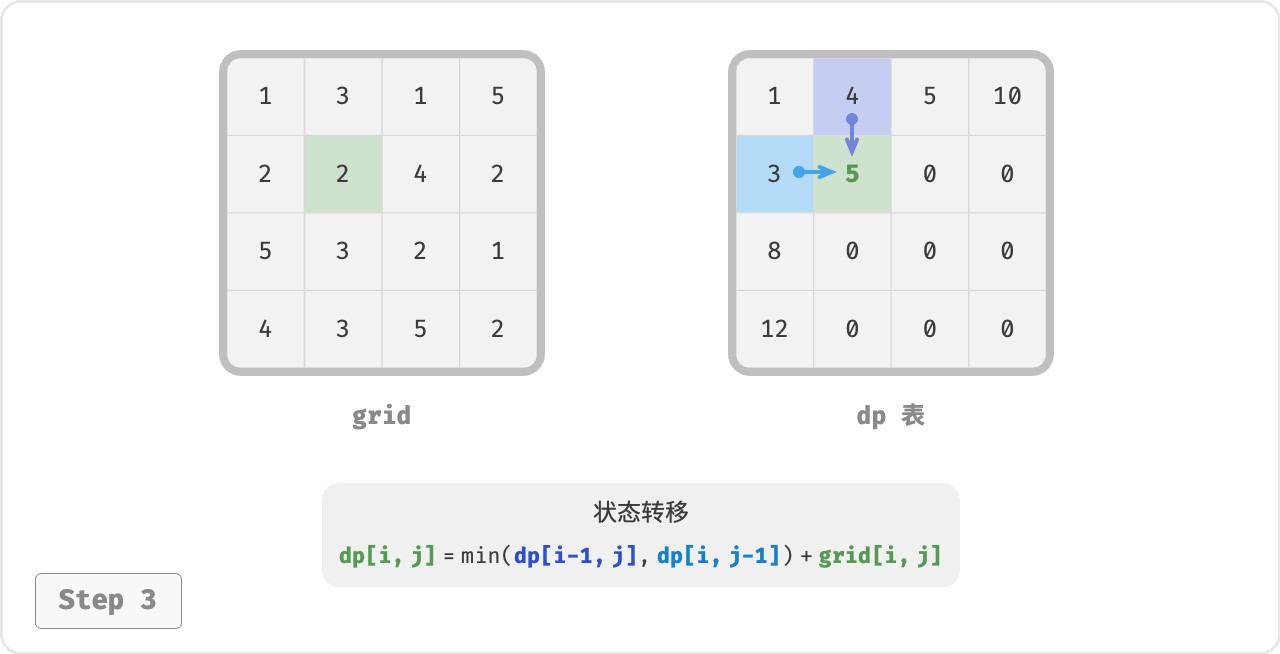 1 3 1 5
2 2 4 2
5 3 2 1
4 3 5 2
grid
1 4 5 10
3 5 0 0
8 0 0 0
12 0 0 0
dp 表
状态转移
dp[i, j] = min(dp[i-1, j], dp[i, j-1]) + grid[i, j]
Step 3